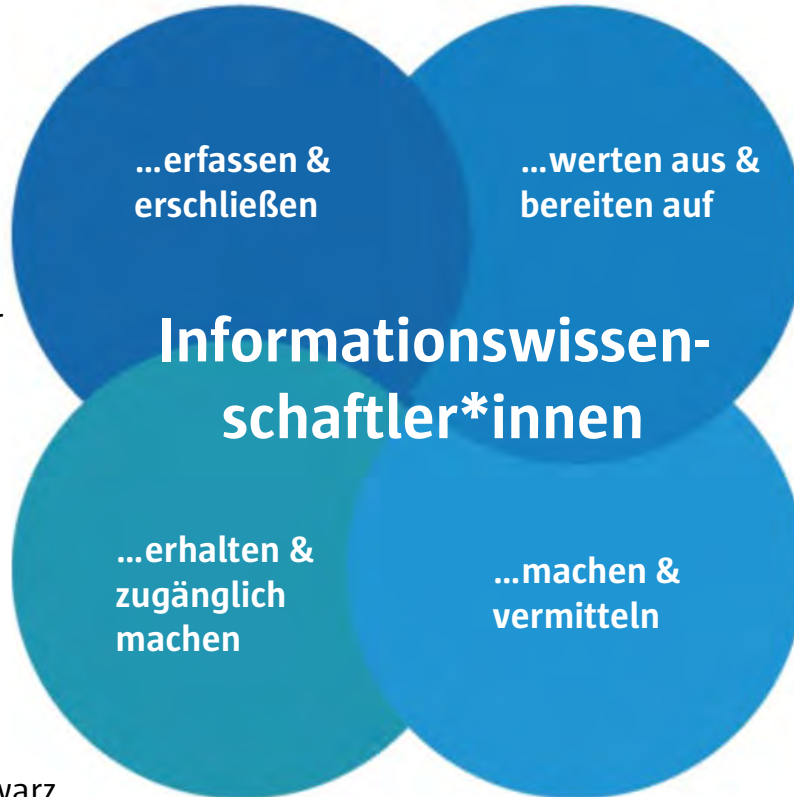 ...erfassen &
erschließen
...werten aus &
bereiten auf
Informationswissen-
schaftler*innen
...erhalten &
zugänglich
machen
...machen &
vermitteln